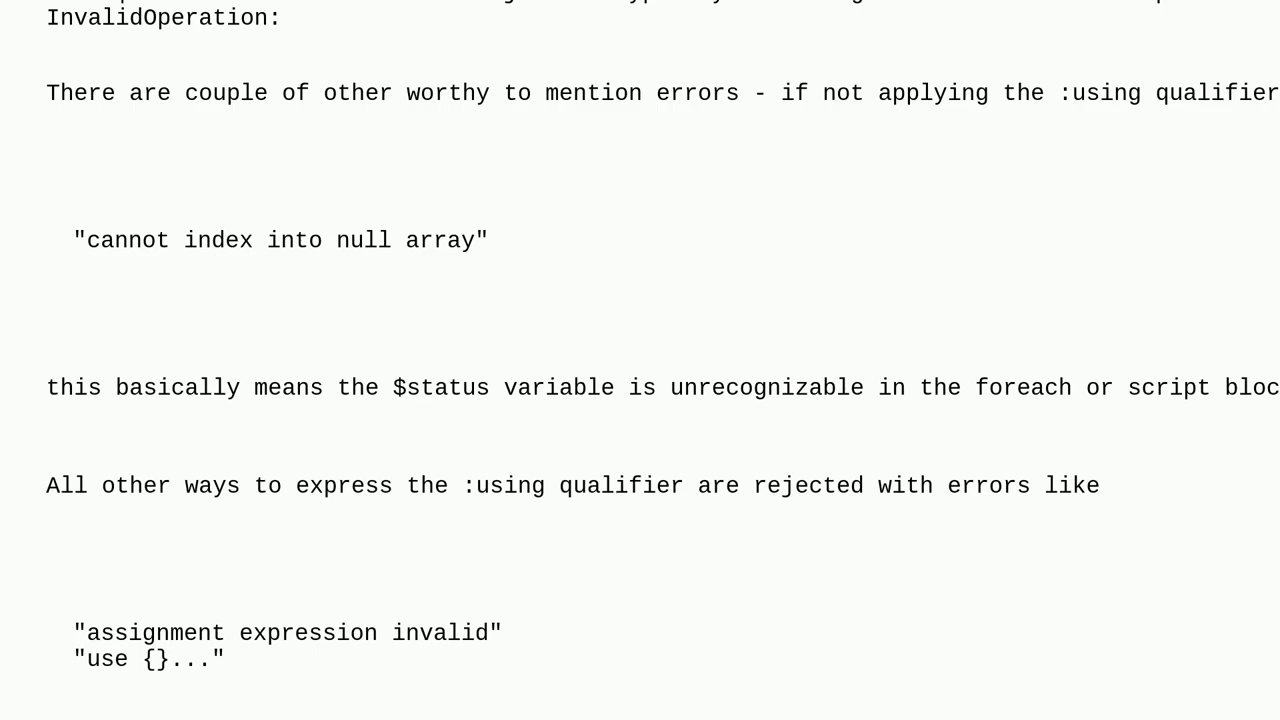 InvalidOperation:
There are couple of other worthy to mention errors - if not applying the :using qualifier
"cannot index into null array"
this basically means the $status variable is unrecognizable in the foreach or script bloc
All other ways to express the :using qualifier are rejected with errors like
"assignment expression invalid"
"use {}..."